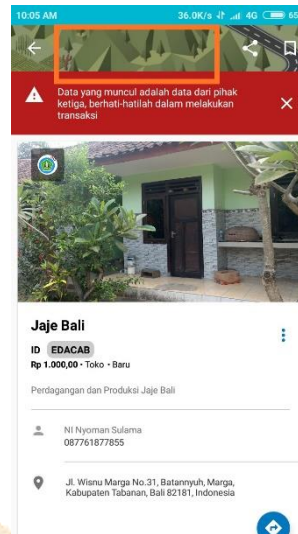 10:05 AM 36.0K/s 4G 65
Data yang muncul adalah data dari pihak
ketiga, berhati-hatilah dalam melakukan
transaksi
Jaje Bali
ID EDACAB
Rp 1.000,00 · Toko · Baru
Perdagangan dan Produksi Jaje Bali
NI Nyoman Sulama
087761877855
Jl. Wisnu Marga No.31, Batannyuh, Marga,
Kabupaten Tabanan, Bali 82181, Indonesia